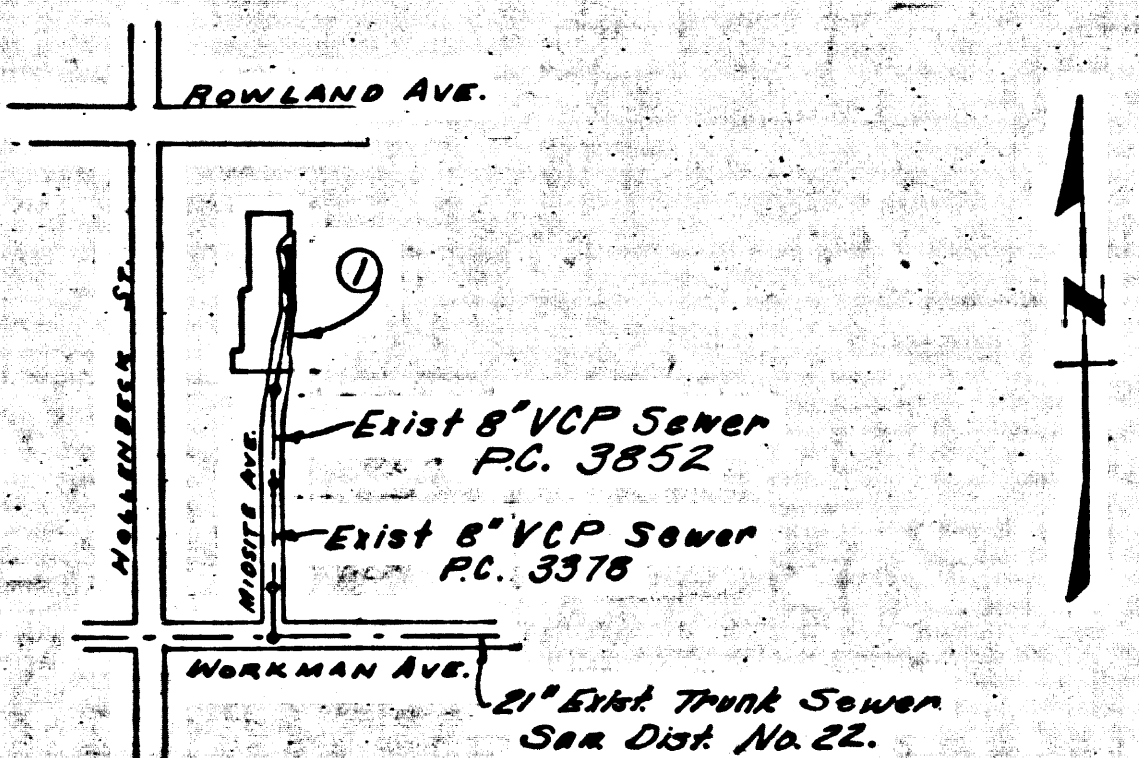 ROWLAND AVE.
HOLLENBECK ST.
1
N
Exist 8" VCP Sewer
P.C. 3852
MIDSITE AVE.
Exist 8" VCP Sewer
P.C. 3378
WORKMAN AVE.
21" Exist. Trunk Sewer
San Dist. No. 22.